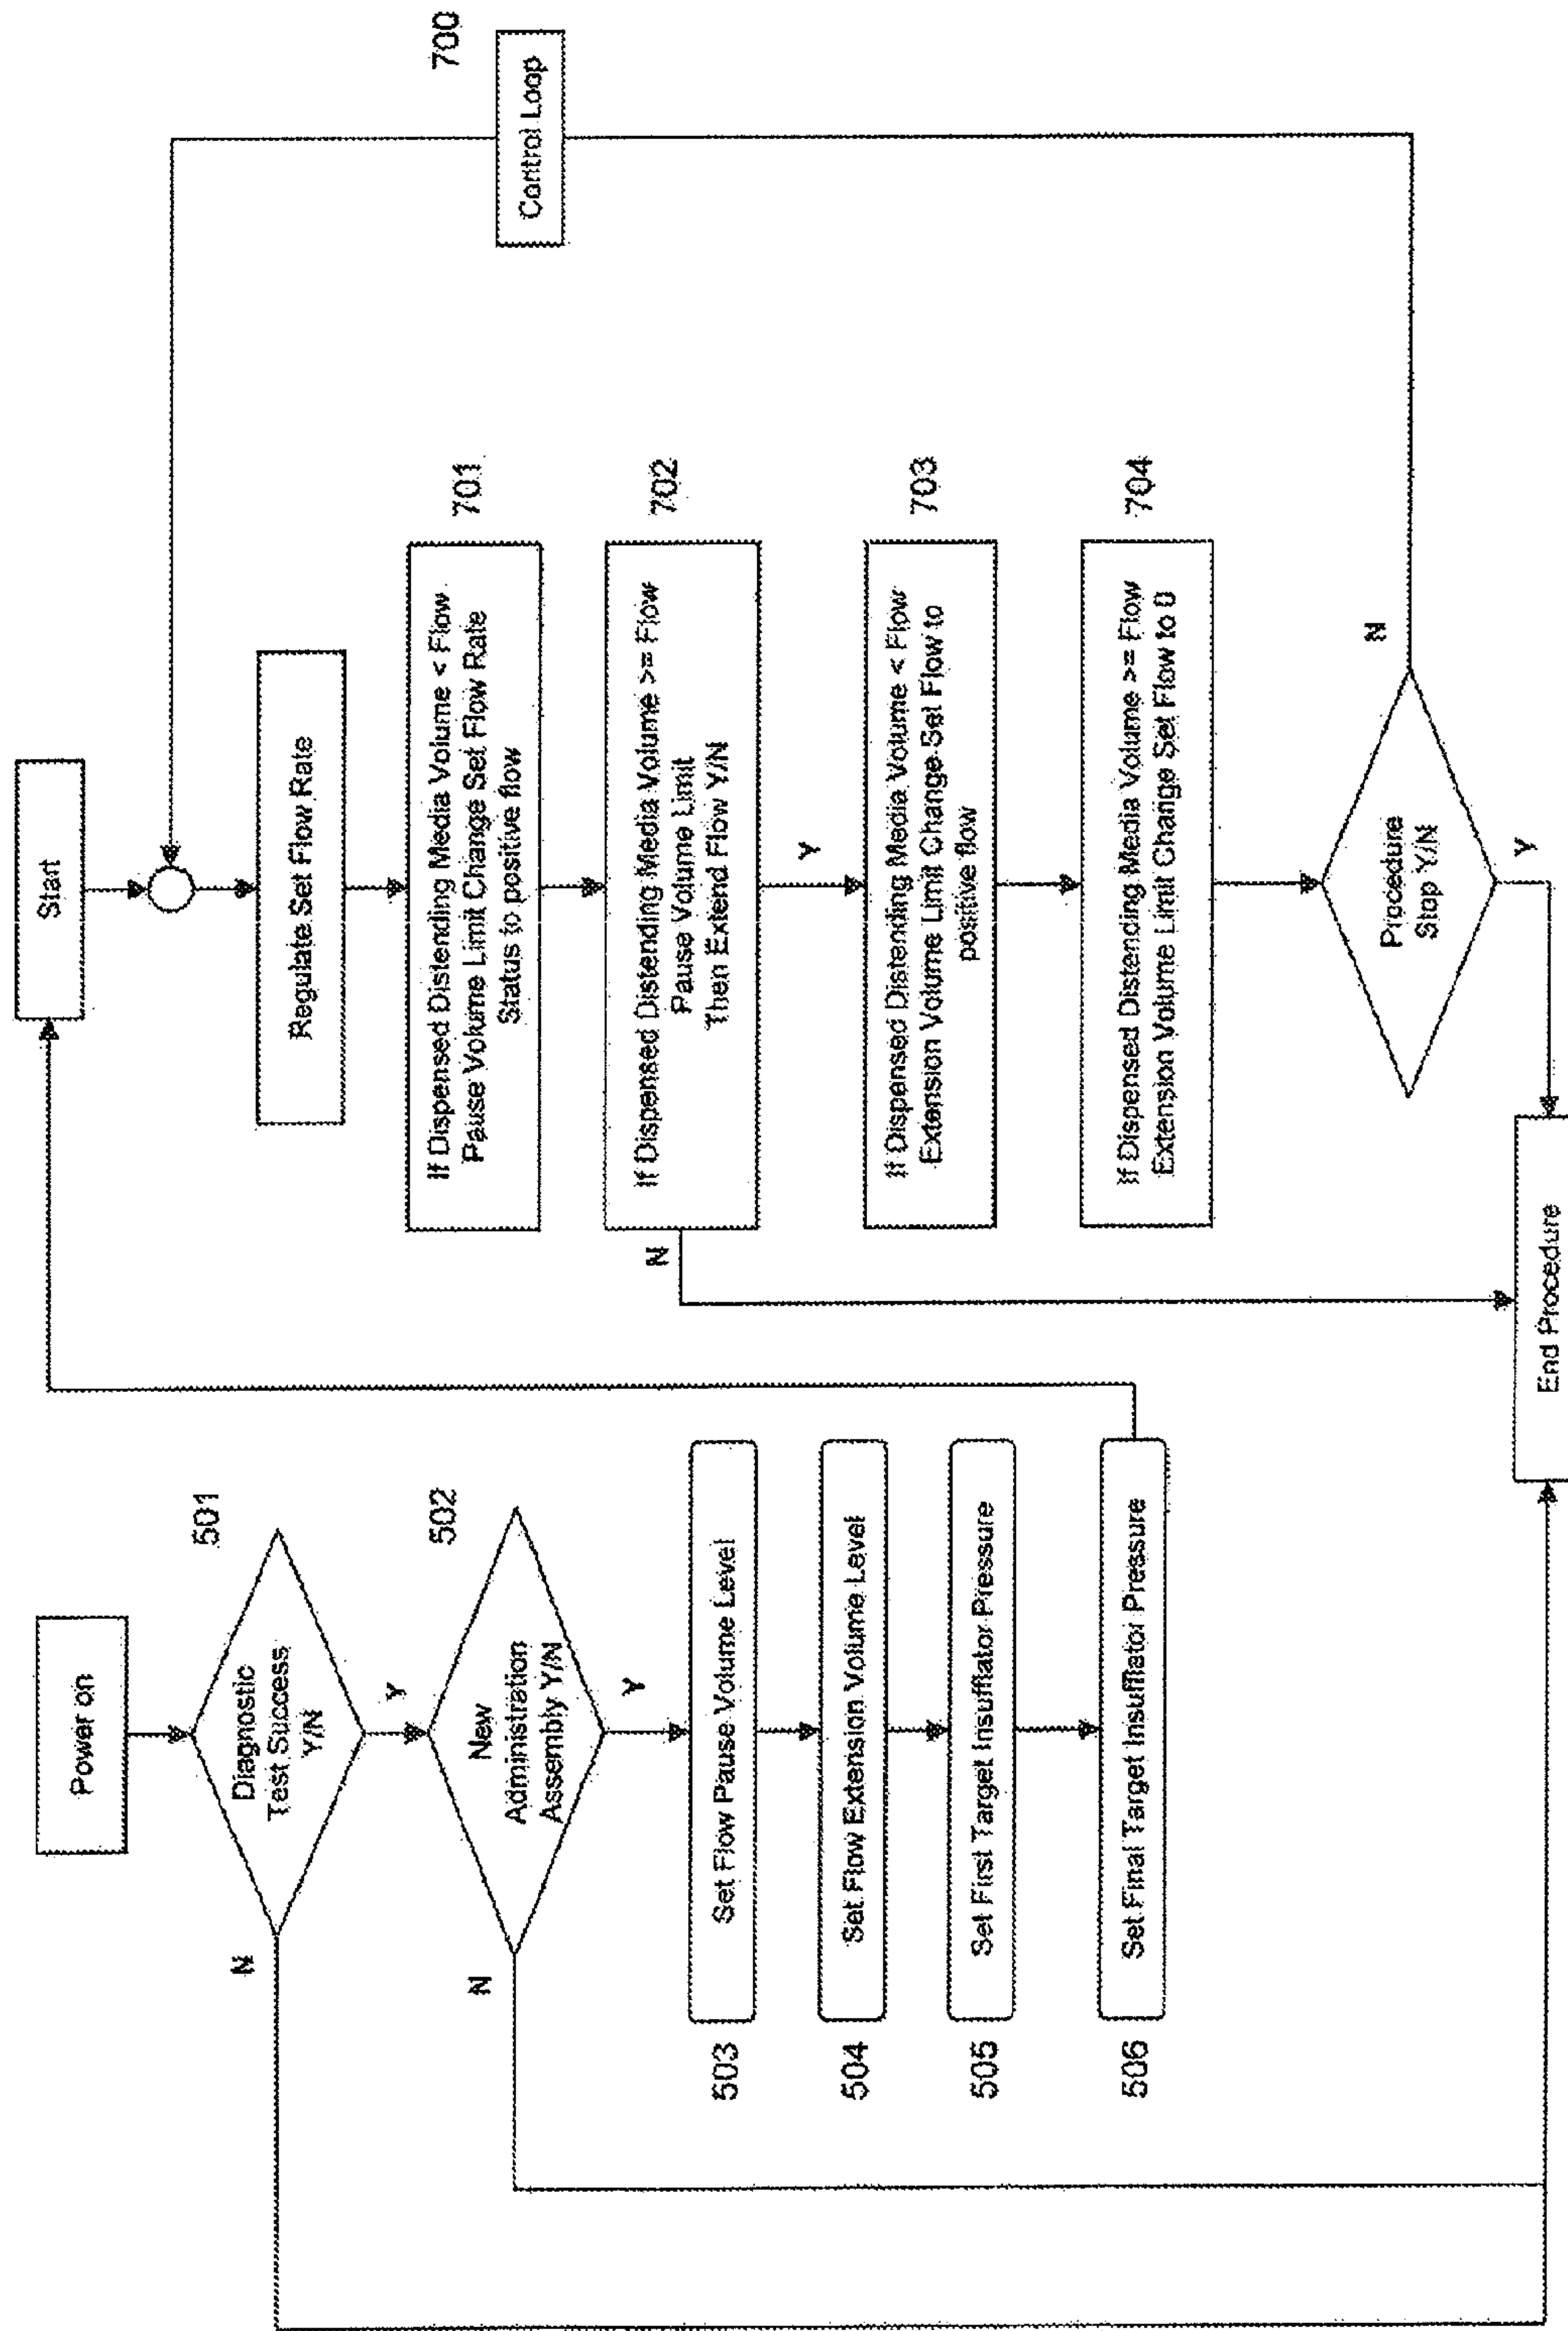 Power on
501
Diagnostic
Test Success
Y/N
N
Y
502
New
Administration
Assembly Y/N
N
Y
503
Set Flow Pause Volume Level
504
Set Flow Extension Volume Level
505
Set First Target Insufflator Pressure
506
Set Final Target Insufflator Pressure
Start
700
Control Loop
Regulate Set Flow Rate
701
If Dispensed Distending Media Volume < Flow
Pause Volume Limit Change Set Flow Rate
Status to positive flow
702
If Dispensed Distending Media Volume >= Flow
Pause Volume Limit
Then Extend Flow Y/N
N
Y
703
If Dispensed Distending Media Volume < Flow
Extension Volume Limit Change Set Flow to
positive flow
704
If Dispensed Distending Media Volume >= Flow
Extension Volume Limit Change Set Flow to 0
Procedure
Stop Y/N
N
Y
End Procedure